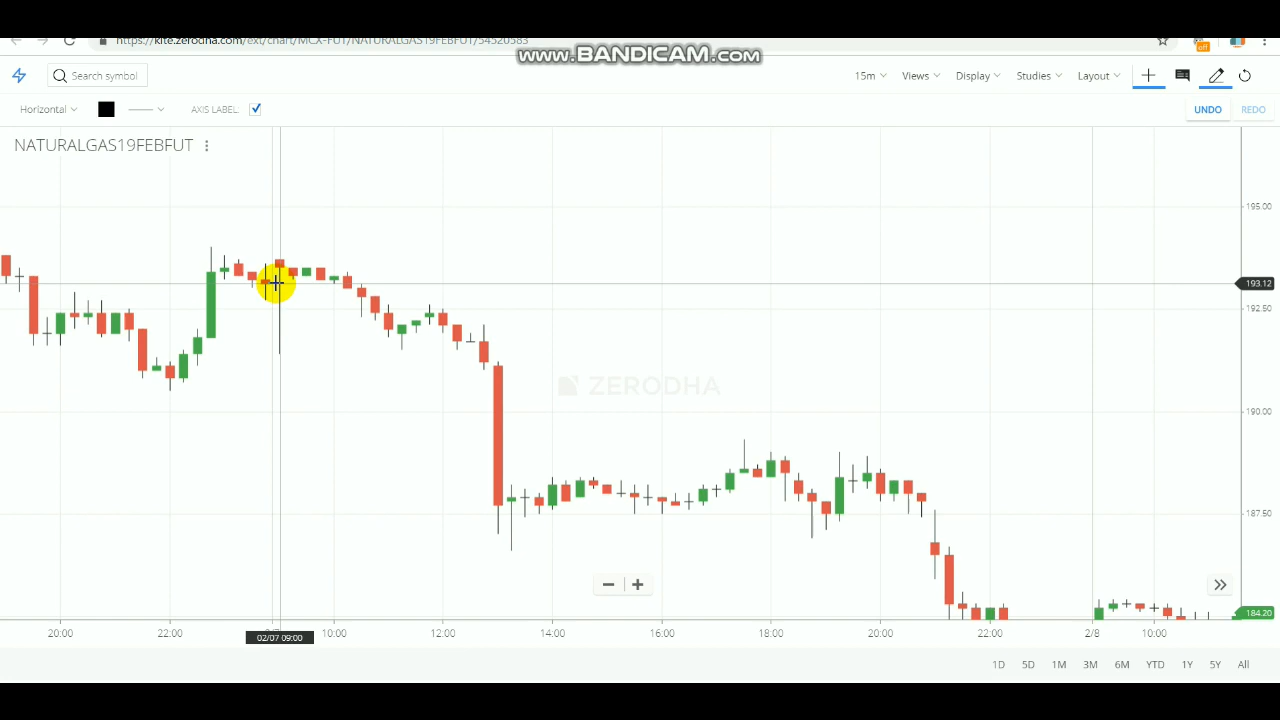 https://kite.zerodha.com/ext/chart/MCX-FUT/NATURALGAS19FEBFUT/54520583
www.BANDICAM.com
off
Search symbol
15m Views Display Studies Layout
Horizontal AXIS LABEL: UNDO REDO
NATURALGAS19FEBFUT
195.00
193.12
192.50
ZERODHA
190.00
187.50
184.20
20:00 22:00 02/07 09:00 10:00 12:00 14:00 16:00 18:00 20:00 22:00 2/8 10:00
1D 5D 1M 3M 6M YTD 1Y 5Y All